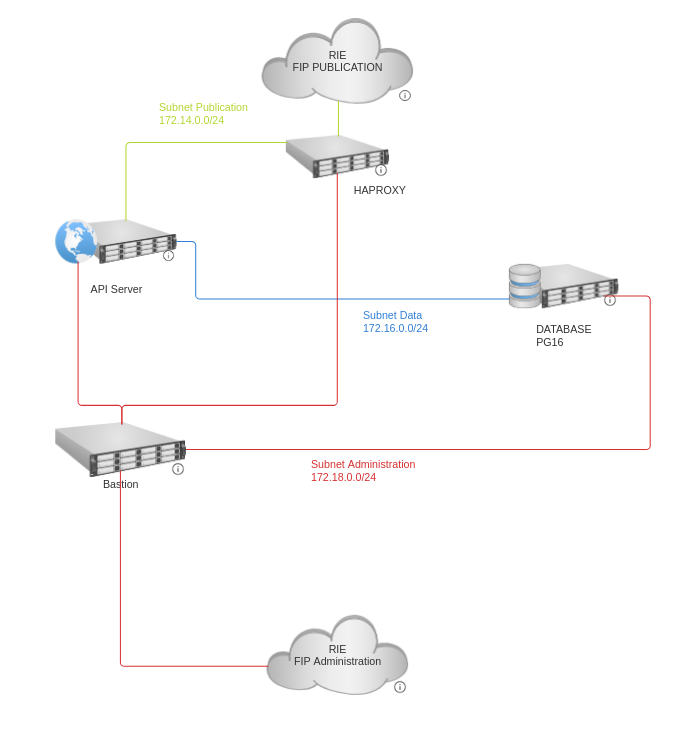 RIE
FIP PUBLICATION
Subnet Publication
172.14.0.0/24
HAPROXY
API Server
Subnet Data
172.16.0.0/24
DATABASE
PG16
Subnet Administration
172.18.0.0/24
Bastion
RIE
FIP Administration